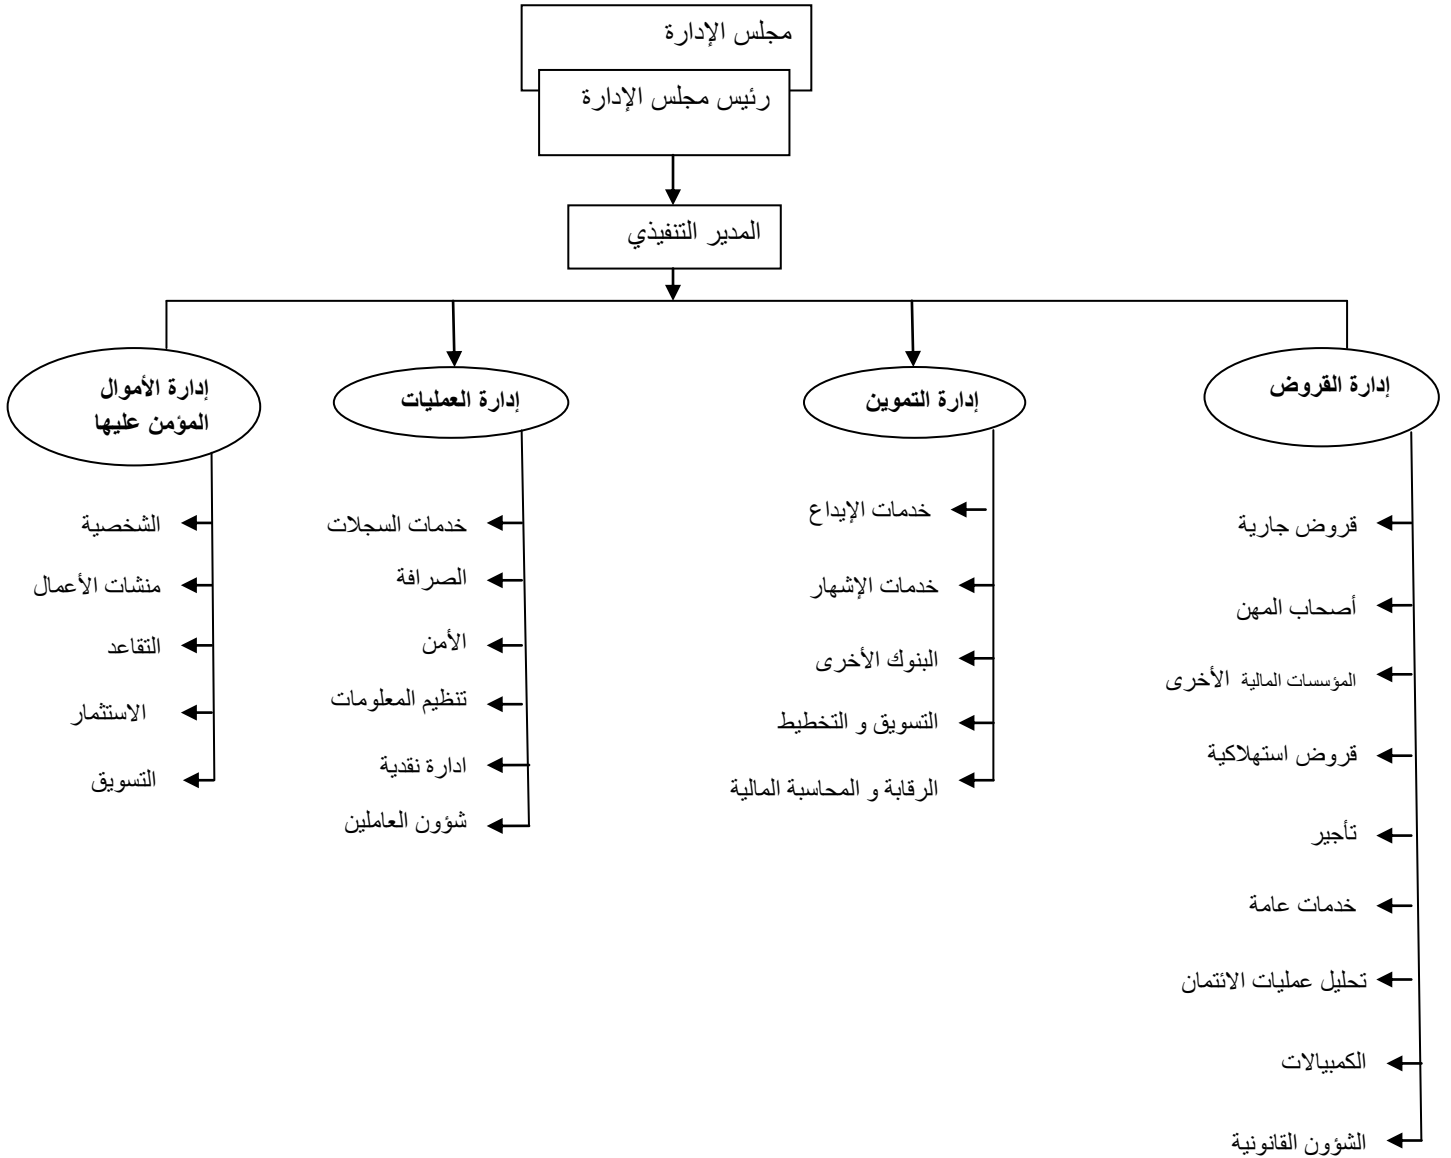 مجلس الإدارة
رئيس مجلس الإدارة
المدير التنفيذي
إدارة القروض
قروض جارية
أصحاب المهن
المؤسسات المالية الأخرى
قروض استهلاكية
تأجير
خدمات عامة
تحليل عمليات الائتمان
الكمبيالات
الشؤون القانونية
إدارة التموين
خدمات الإيداع
خدمات الإشهار
البنوك الأخرى
التسويق و التخطيط
الرقابة و المحاسبة المالية
إدارة العمليات
خدمات السجلات
الصرافة
الأمن
تنظيم المعلومات
ادارة نقدية
شؤون العاملين
إدارة الأموال
المؤمن عليها
الشخصية
منشات الأعمال
التقاعد
الاستثمار
التسويق